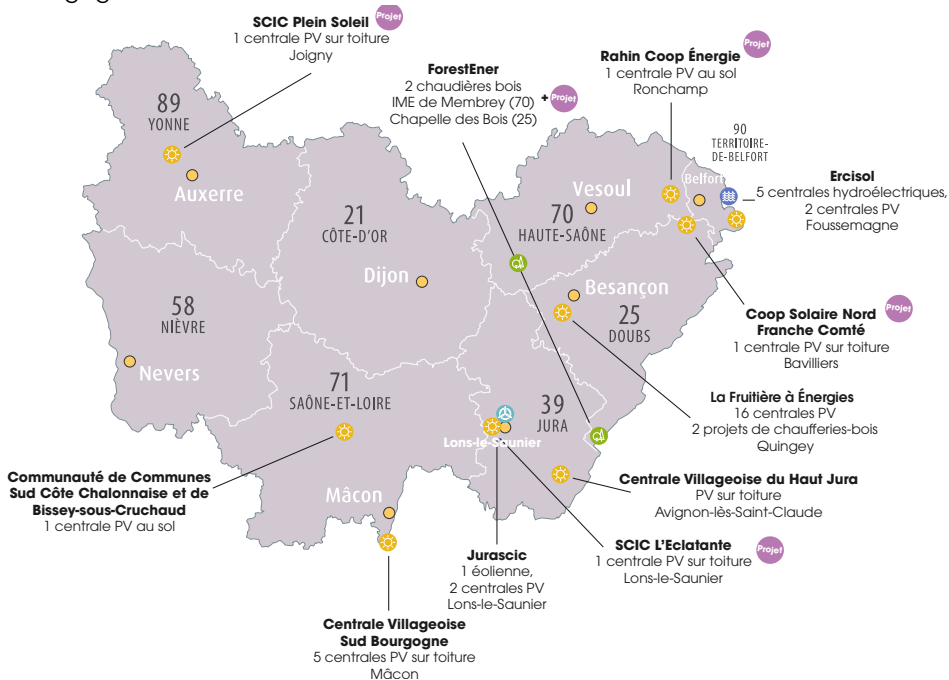 SCIC Plein Soleil
Projet
1 centrale PV sur toiture
Joigny
ForestEner
2 chaudières bois
IME de Membrey (70)
Chapelle des Bois (25)
+ Projet
Rahin Coop Énergie
Projet
1 centrale PV au sol
Ronchamp
90
TERRITOIRE-
DE-BELFORT
Belfort
Ercisol
5 centrales hydroélectriques,
2 centrales PV
Foussemagne
89
YONNE
Auxerre
21
CÔTE-D'OR
Dijon
Vesoul
70
HAUTE-SAÔNE
Besançon
25
DOUBS
58
NIÈVRE
Nevers
Coop Solaire Nord
Franche Comté
Projet
1 centrale PV sur toiture
Bavilliers
71
SAÔNE-ET-LOIRE
39
JURA
Lons-le-Saunier
La Fruitière à Énergies
16 centrales PV
2 projets de chaufferies-bois
Quingey
Communauté de Communes
Sud Côte Chalonnaise et de
Bissey-sous-Cruchaud
1 centrale PV au sol
Mâcon
Centrale Villageoise du Haut Jura
PV sur toiture
Avignon-lès-Saint-Claude
Jurascic
1 éolienne,
2 centrales PV
Lons-le-Saunier
SCIC L'Eclatante
Projet
1 centrale PV sur toiture
Lons-le-Saunier
Centrale Villageoise
Sud Bourgogne
5 centrales PV sur toiture
Mâcon